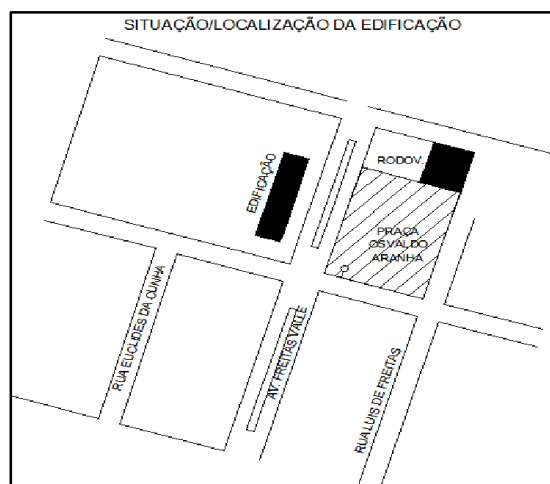 SITUAÇÃO/LOCALIZAÇÃO DA EDIFICAÇÃO
RODOV.
EDIFICAÇÃO
PRAÇA
OSVALDO
ARANHA
RUA EUCLIDES DA CUNHA
AV. FREITAS VALLE
RUA LUIS DE FREITAS